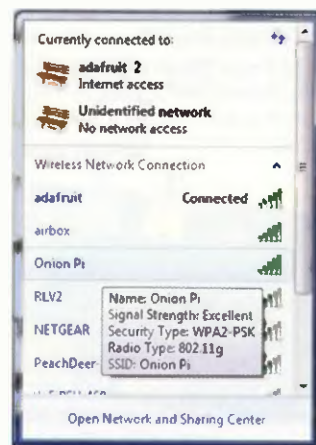 Currently connected to:
adafruit 2
Internet access
Unidentified network
No network access
Wireless Network Connection
adafruit Connected
airbox
Onion Pi
RLV2
NETGEAR
PeachDeer
Name: Onion Pi
Signal Strength: Excellent
Security Type: WPA2-PSK
Radio Type: 802.11g
SSID: Onion Pi
Open Network and Sharing Center